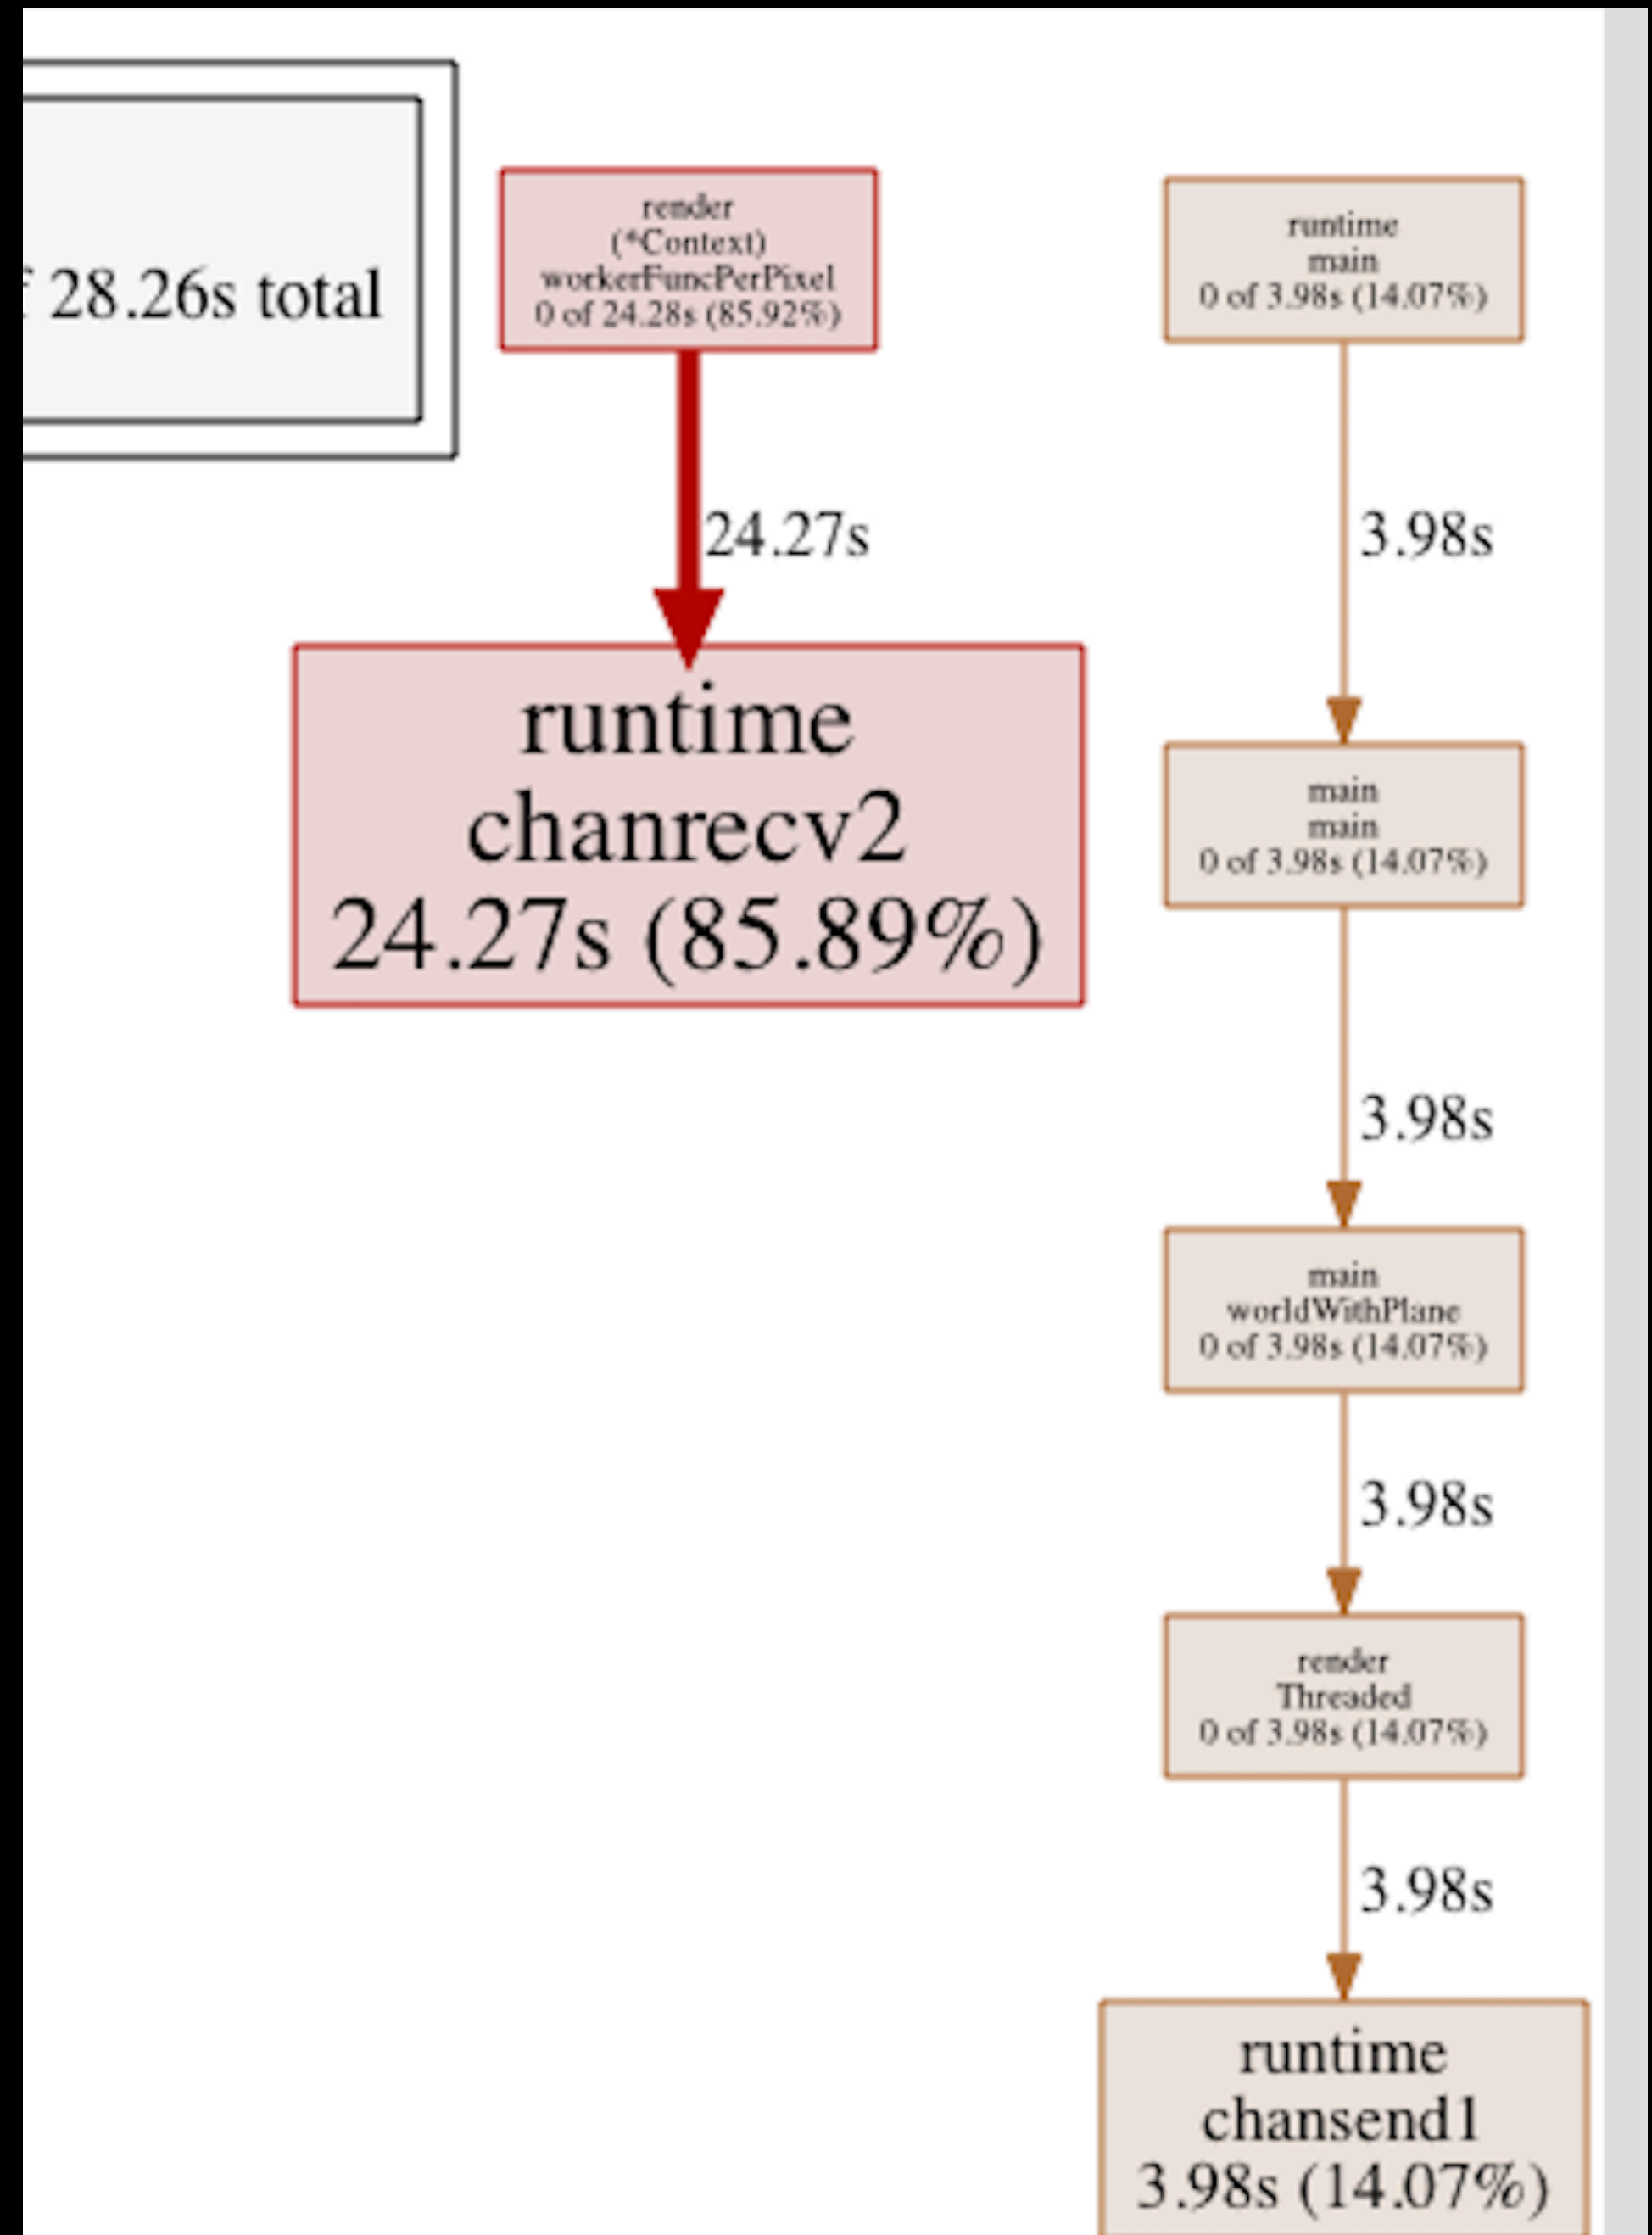 f 28.26s total
render
(*Context)
workerFuncPerPixel
0 of 24.28s (85.92%)
24.27s
runtime
chanrecv2
24.27s (85.89%)
runtime
main
0 of 3.98s (14.07%)
3.98s
main
main
0 of 3.98s (14.07%)
3.98s
main
worldWithPlane
0 of 3.98s (14.07%)
3.98s
render
Threaded
0 of 3.98s (14.07%)
3.98s
runtime
chansend1
3.98s (14.07%)